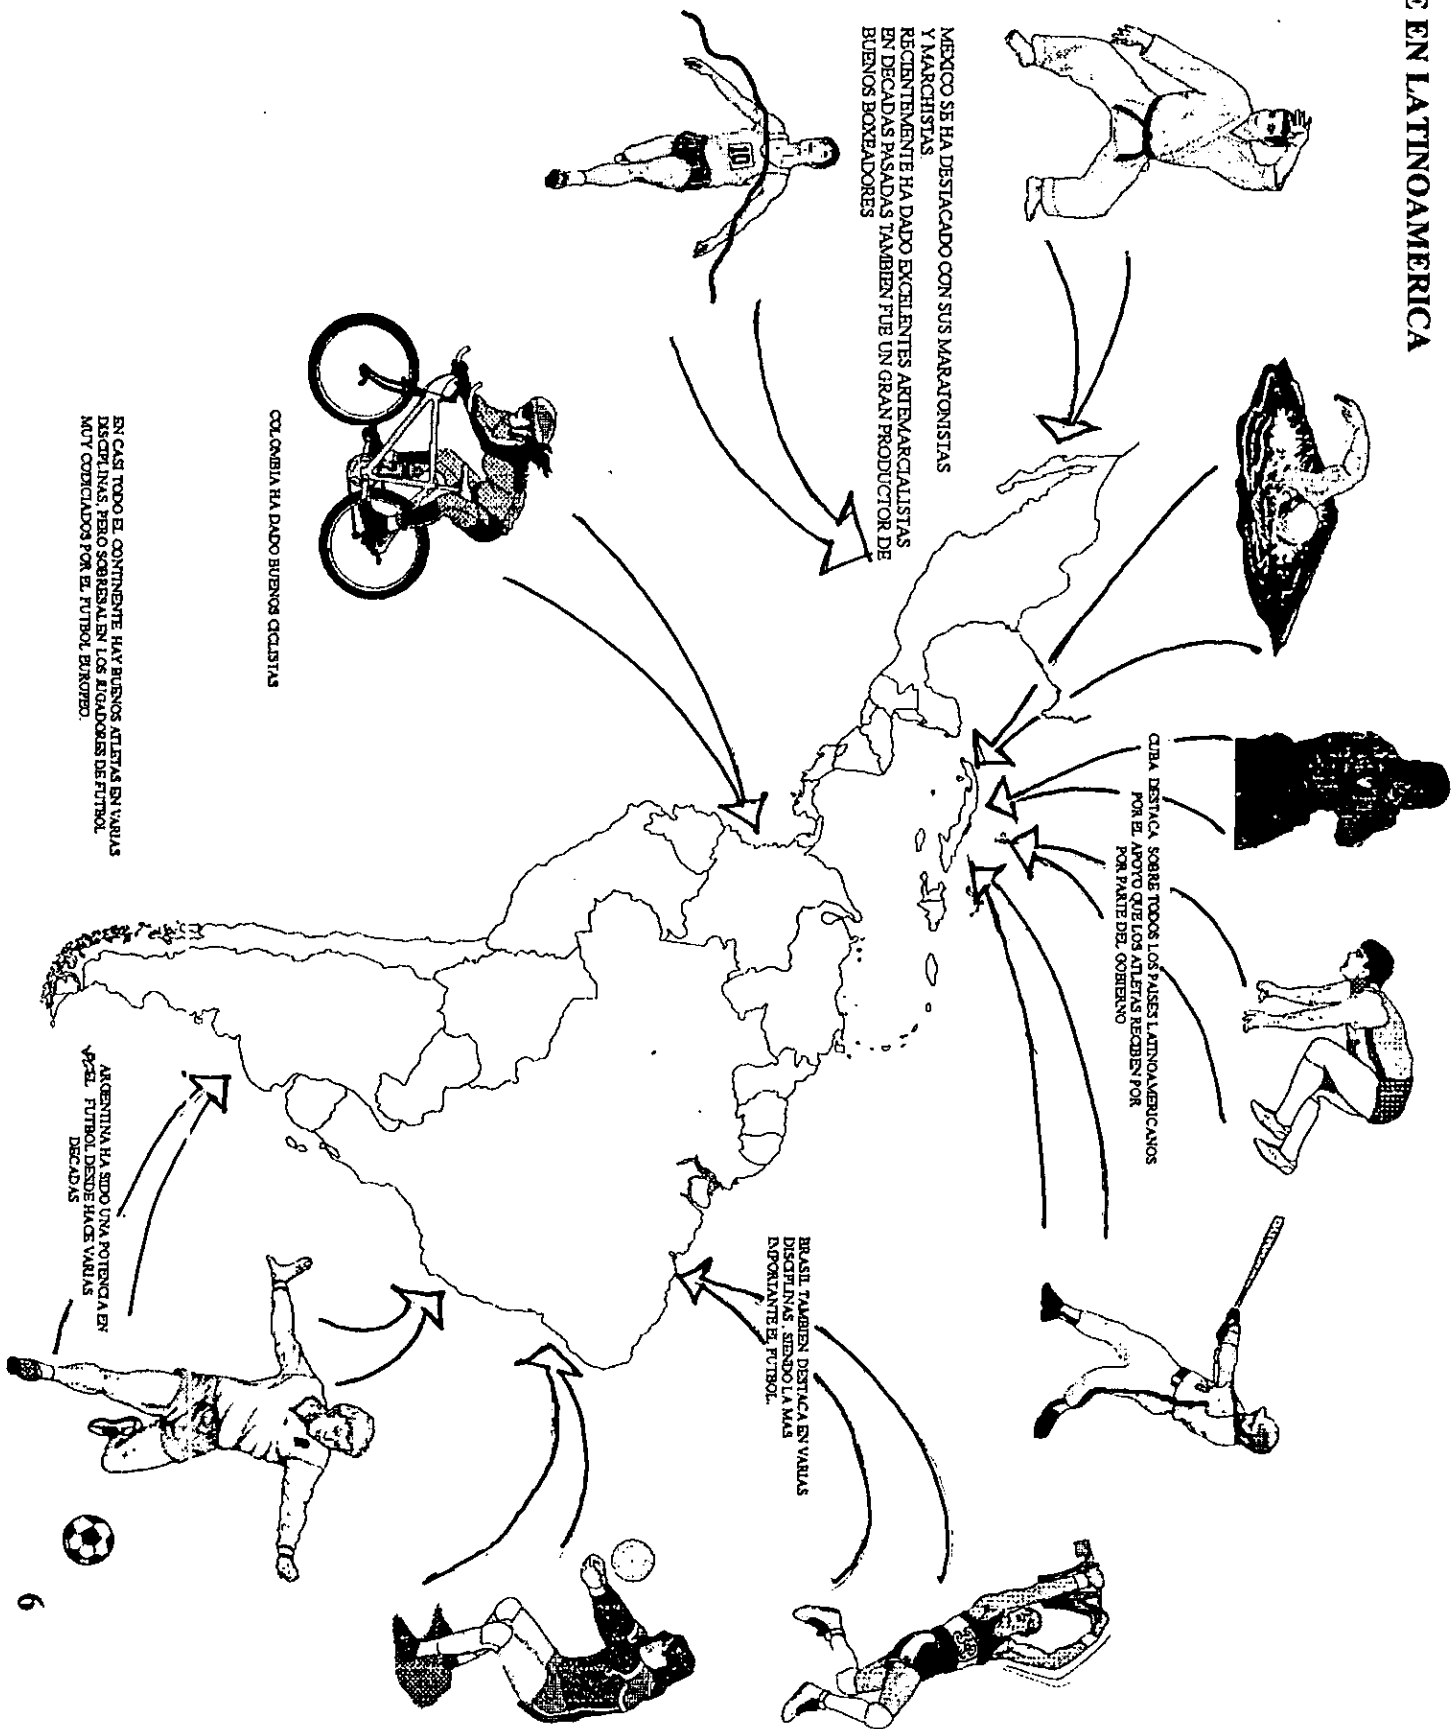 E EN LATINOAMERICA
MEXICO SE HA DESTACADO CON SUS MARATONISTAS
Y MARCHISTAS.
RECIENTEMENTE HA DADO EXCELENTES ARTEMARCIALISTAS
EN DECADAS PASADAS TAMBIEN FUE UN GRAN PRODUCTOR DE
BUENOS BOXEADORES
CUBA DESTACA SOBRE TODOS LOS PAISES LATINOAMERICANOS
POR EL APOYO QUE LOS ATLETAS RECIBEN POR
POR PARTE DEL GOBIERNO
10
COLOMBIA HA DADO BUENOS CICLISTAS
BRASIL TAMBIEN DESTACA EN VARIAS
DISCIPLINAS, SIENDO LA MAS
IMPORTANTE EL FUTBOL.
EN CASI TODO EL CONTINENTE HAY BUENOS ATLETAS EN VARIAS
DISCIPLINAS, PERO SOBRESALEN LOS JUGADORES DE FUTBOL
MUY CODICIADOS POR EL FUTBOL EUROPEO.
ARGENTINA HA SIDO UNA POTENCIA EN
EL FUTBOL DESDE HACE VARIAS
DECADAS
6